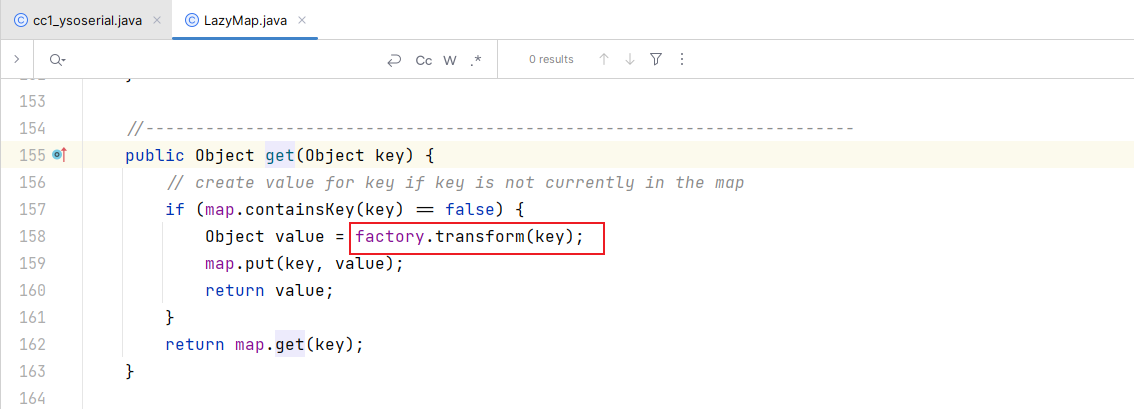 cc1_ysoserial.java × LazyMap.java ×
Cc W .* 0 results
153
154 //-----------------------------------------------------------------------
155 public Object get(Object key) {
156 // create value for key if key is not currently in the map
157 if (map.containsKey(key) == false) {
158 Object value = factory.transform(key);
159 map.put(key, value);
160 return value;
161 }
162 return map.get(key);
163 }
164